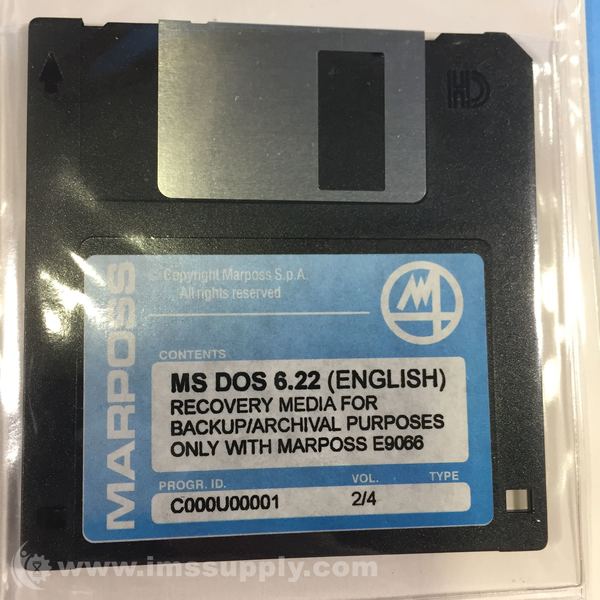 HD
MARPOSS
© Copyright Marposs S.p.A.
All rights reserved
CONTENTS
MS DOS 6.22 (ENGLISH)
RECOVERY MEDIA FOR
BACKUP/ARCHIVAL PURPOSES
ONLY WITH MARPOSS E9066
PROGR. ID. VOL. TYPE
C000U00001 2/4
www.imssupply.com